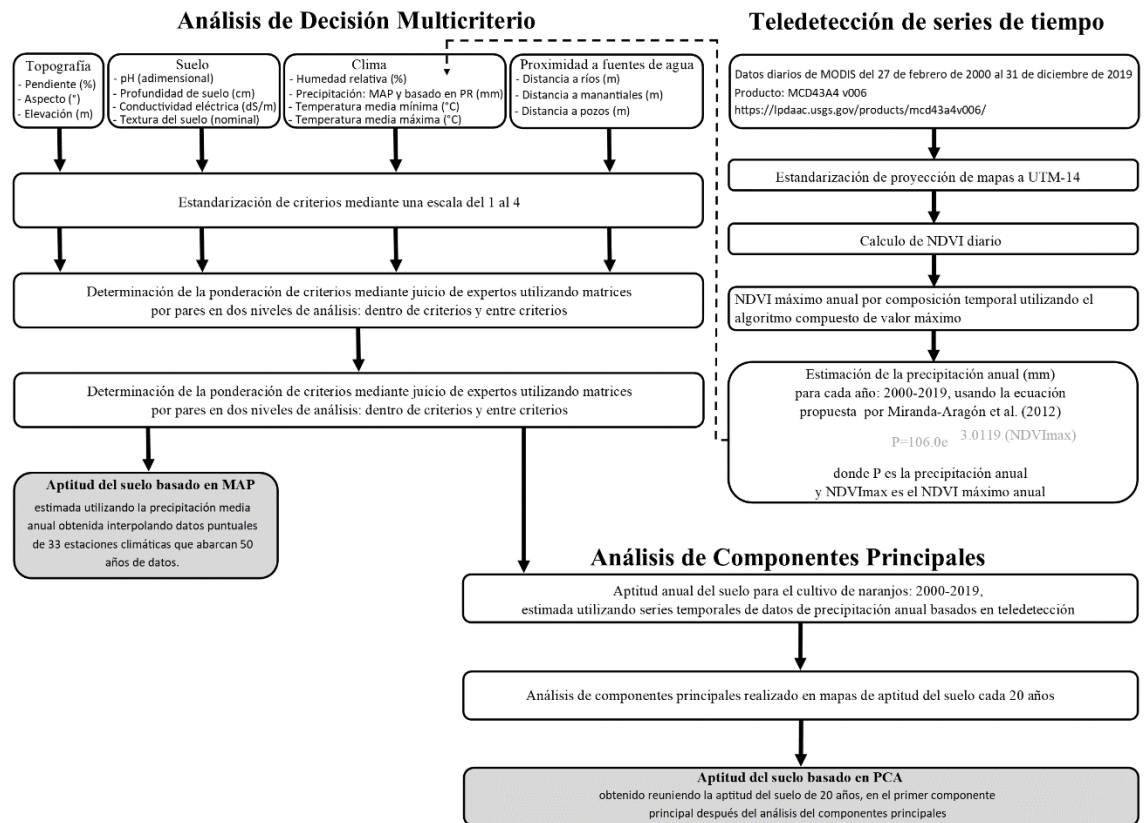 Análisis de Decisión Multicriterio
Topografía
- Pendiente (%)
- Aspecto (°)
- Elevación (m)
Suelo
- pH (adimensional)
- Profundidad de suelo (cm)
- Conductividad eléctrica (dS/m)
- Textura del suelo (nominal)
Clima
- Humedad relativa (%)
- Precipitación: MAP y basado en PR (mm)
- Temperatura media mínima (°C)
- Temperatura media máxima (°C)
Proximidad a fuentes de agua
- Distancia a ríos (m)
- Distancia a manantiales (m)
- Distancia a pozos (m)
Estandarización de criterios mediante una escala del 1 al 4
Determinación de la ponderación de criterios mediante juicio de expertos utilizando matrices
por pares en dos niveles de análisis: dentro de criterios y entre criterios
Determinación de la ponderación de criterios mediante juicio de expertos utilizando matrices
por pares en dos niveles de análisis: dentro de criterios y entre criterios
Aptitud del suelo basado en MAP
estimada utilizando la precipitación media
anual obtenida interpolando datos puntuales
de 33 estaciones climáticas que abarcan 50
años de datos.
Teledetección de series de tiempo
Datos diarios de MODIS del 27 de febrero de 2000 al 31 de diciembre de 2019
Producto: MCD43A4 v006
https://lpdaac.usgs.gov/products/mcd43a4v006/
Estandarización de proyección de mapas a UTM-14
Calculo de NDVI diario
NDVI máximo anual por composición temporal utilizando el
algoritmo compuesto de valor máximo
Estimación de la precipitación anual (mm)
para cada año: 2000-2019, usando la ecuación
propuesta por Miranda-Aragón et al. (2012)
P=106.0e 3.0119 (NDVImax)
donde P es la precipitación anual
y NDVImax es el NDVI máximo anual
Análisis de Componentes Principales
Aptitud anual del suelo para el cultivo de naranjos: 2000-2019,
estimada utilizando series temporales de datos de precipitación anual basados en teledetección
Análisis de componentes principales realizado en mapas de aptitud del suelo cada 20 años
Aptitud del suelo basado en PCA
obtenido reuniendo la aptitud del suelo de 20 años, en el primer componente
principal después del análisis del componentes principales